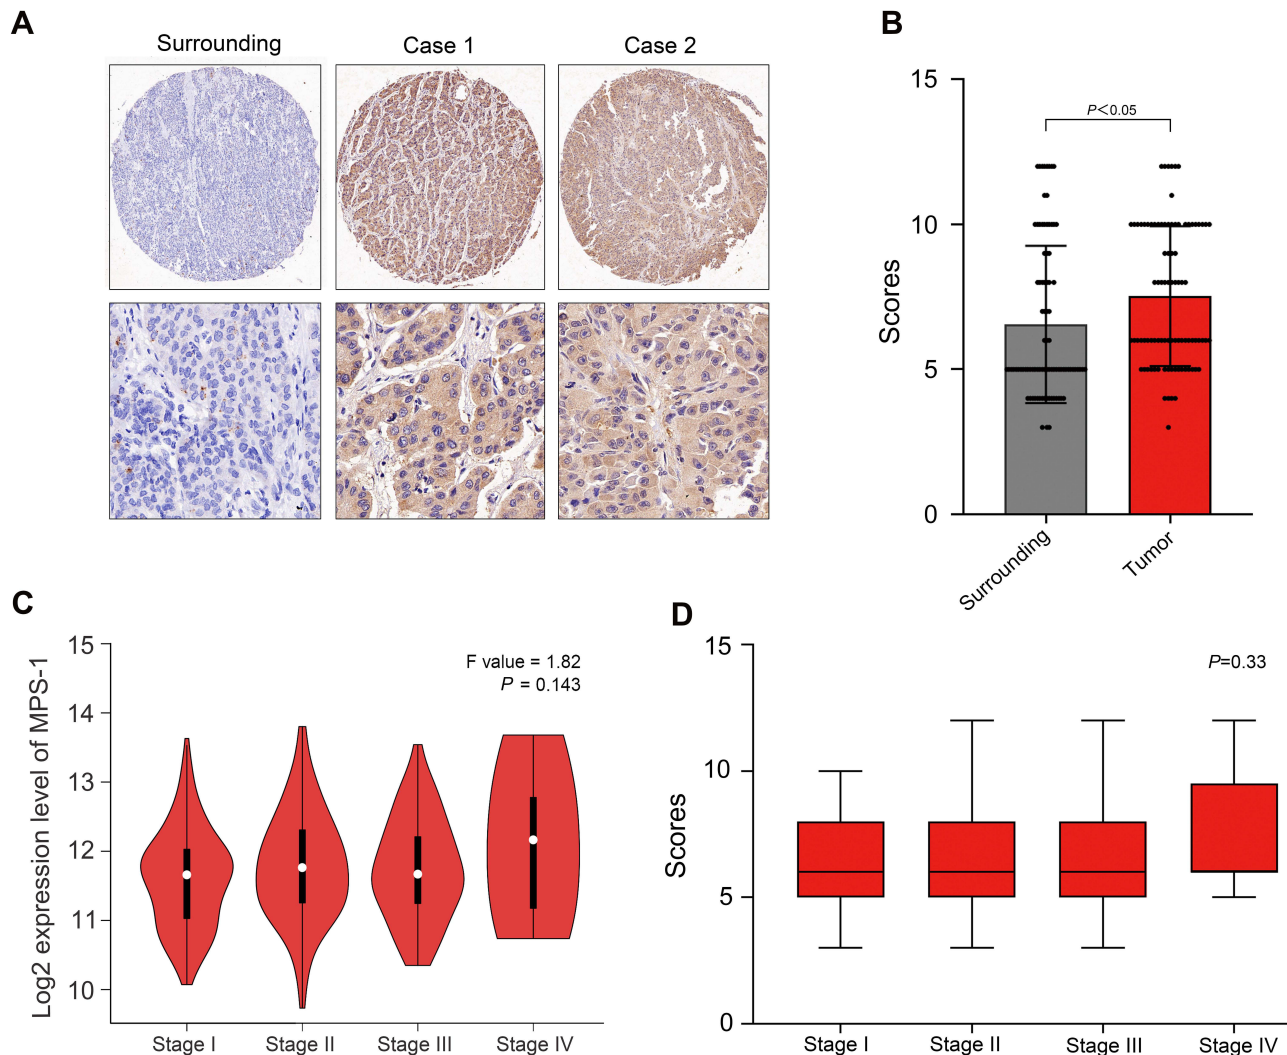 A
Surrounding
Case 1
Case 2
B
15
10
5
0
Scores
P<0.05
Surrounding
Tumor
C
15
14
13
12
11
10
Log2 expression level of MPS-1
F value = 1.82
P = 0.143
Stage I
Stage II
Stage III
Stage IV
D
15
10
5
0
Scores
P=0.33
Stage I
Stage II
Stage III
Stage IV